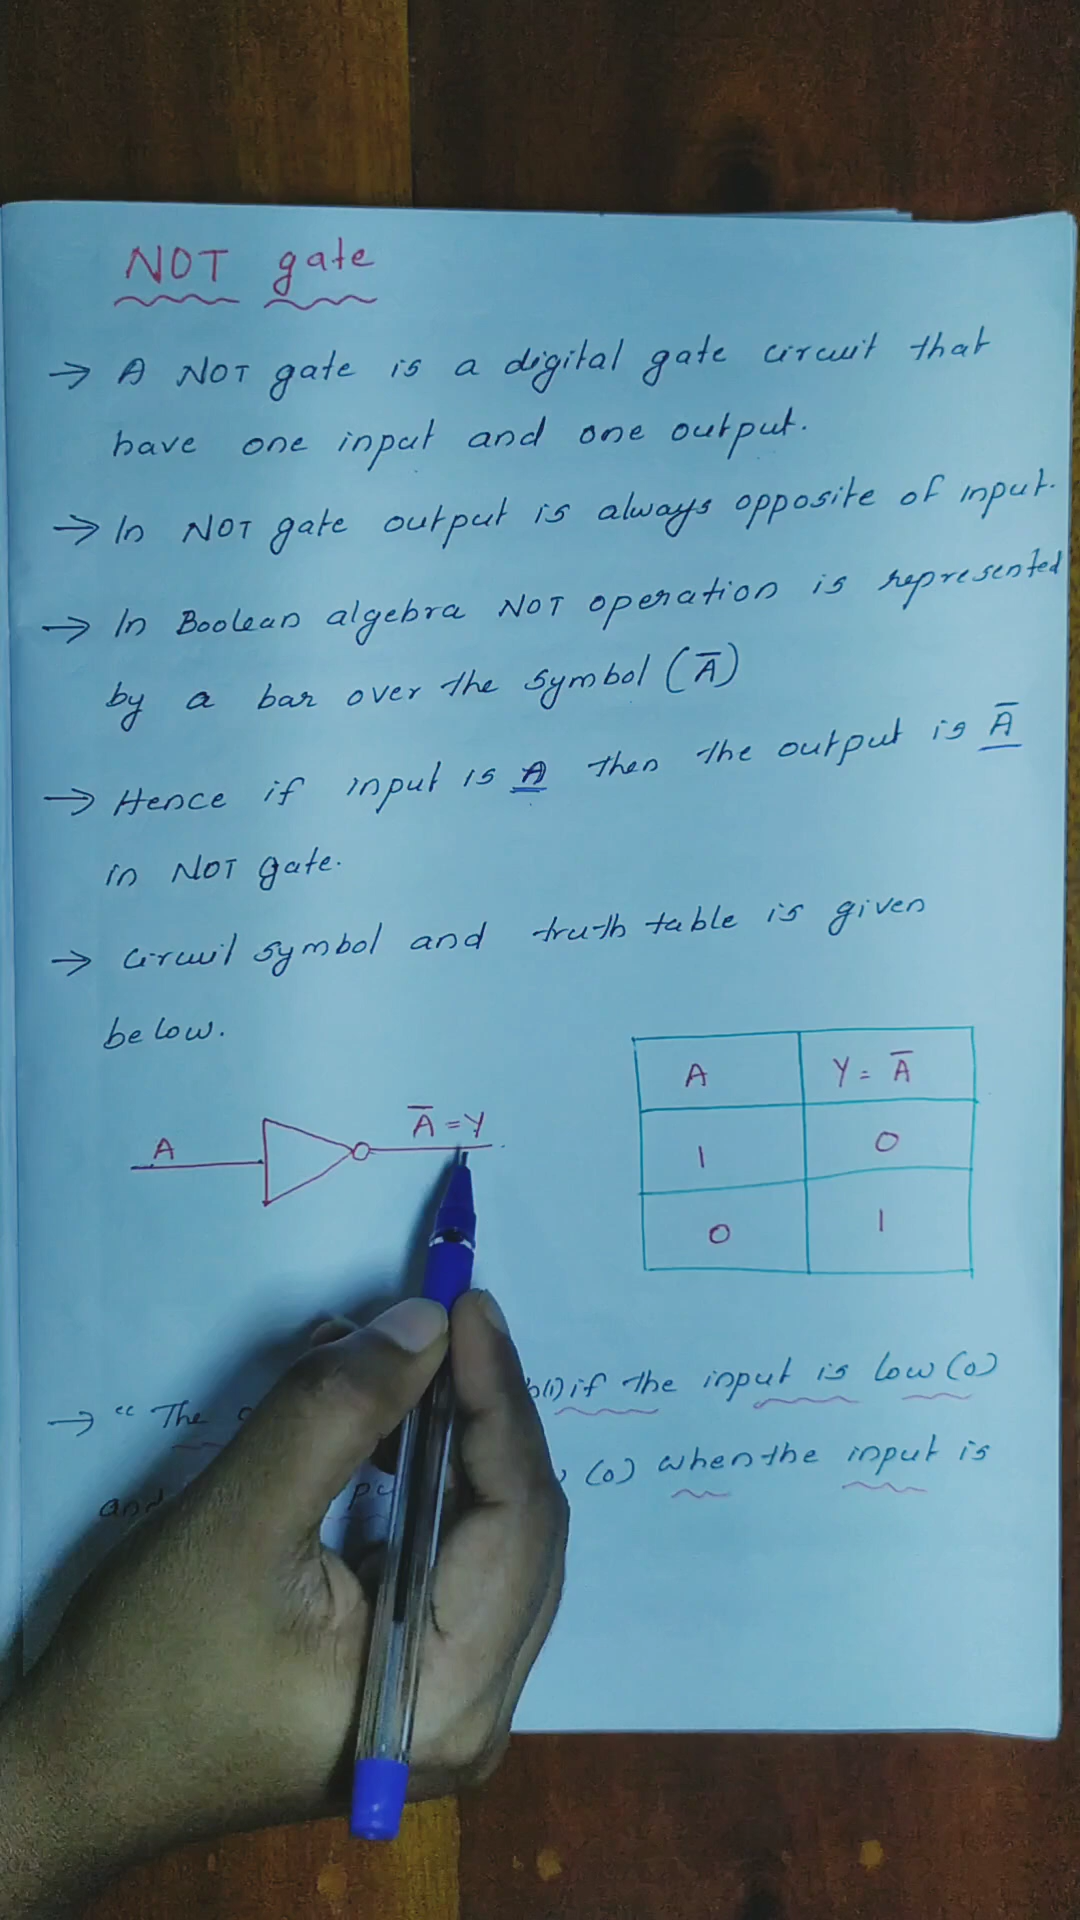 NOT gate
→ A NOT gate is a digital gate circuit that
have one input and one output.
→ In NOT gate output is always opposite of input.
→ In Boolean algebra NOT operation is represented
by a bar over the symbol (A̅)
→ Hence if input is A then the output is A̅
in NOT gate.
→ Circuit symbol and truth table is given
below.
A
A̅ = Y
A Y = A̅
1 0
0 1
→ “The (1) if the input is low (0)
and (0) when the input is